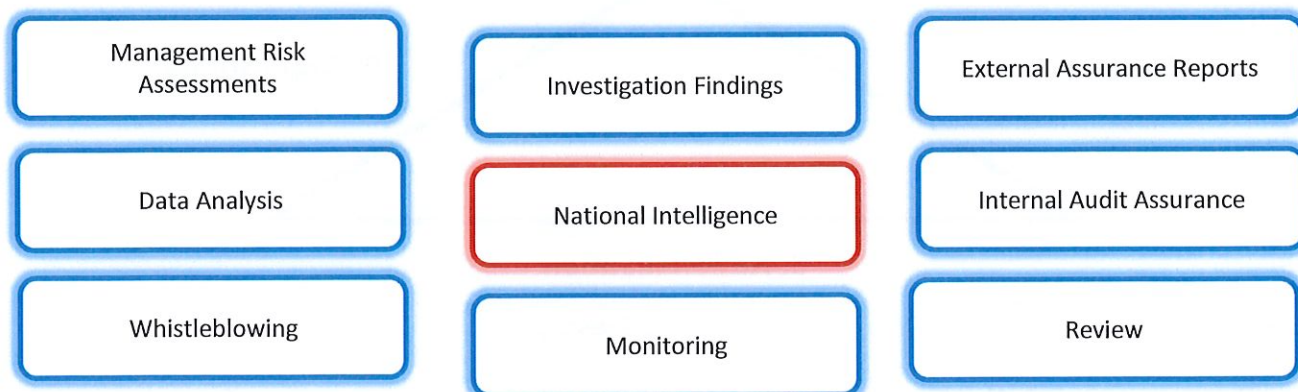 Management Risk
Assessments
Investigation Findings
External Assurance Reports
Data Analysis
National Intelligence
Internal Audit Assurance
Whistleblowing
Monitoring
Review